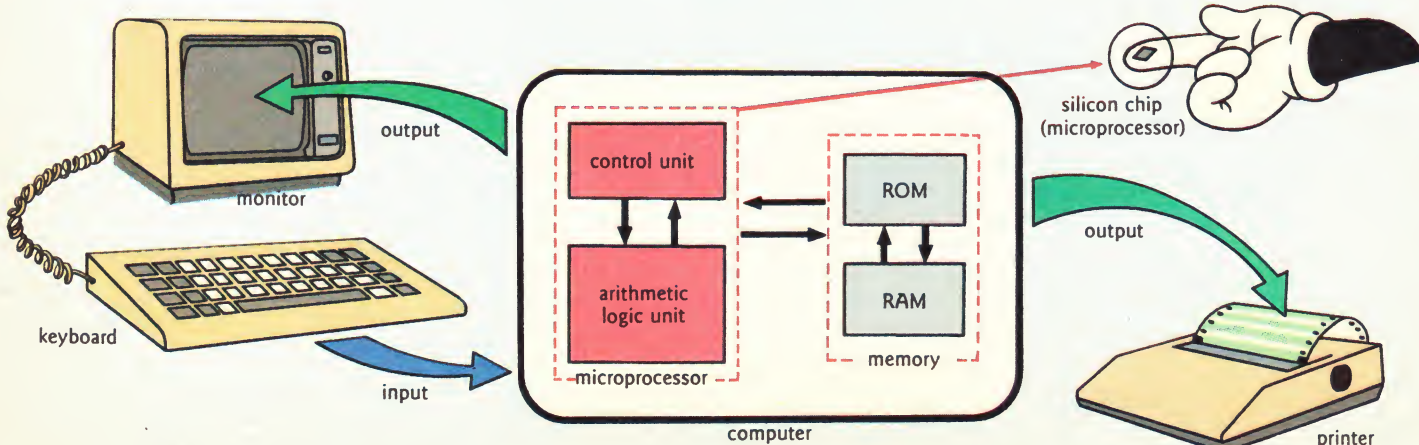 output
monitor
keyboard
input
control unit
arithmetic
logic unit
microprocessor
ROM
RAM
memory
computer
silicon chip
(microprocessor)
output
printer